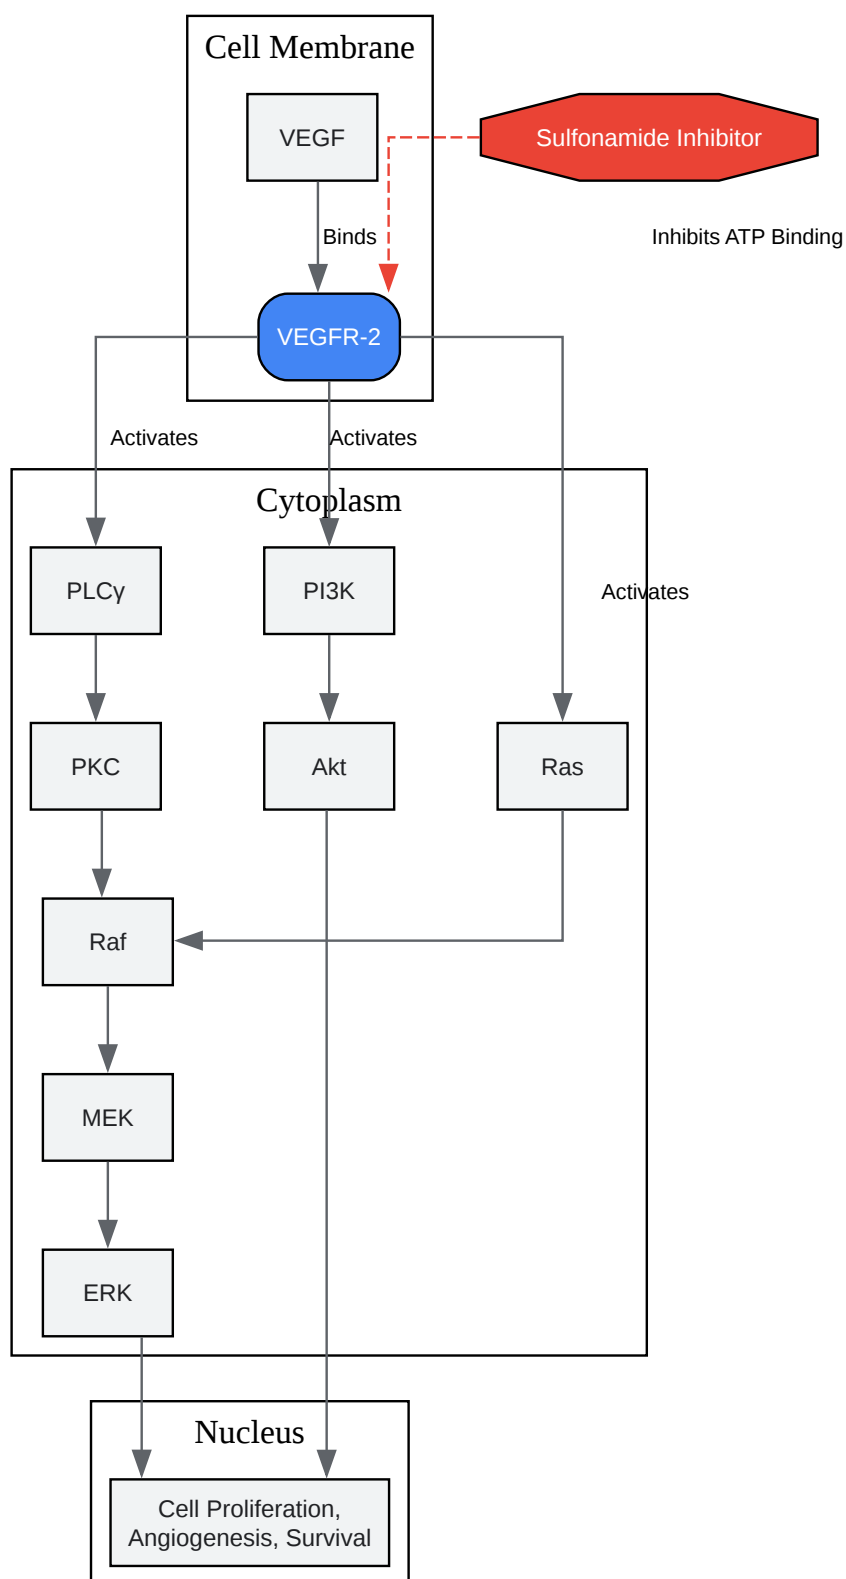 Cell Membrane
VEGF
Sulfonamide Inhibitor
Binds
Inhibits ATP Binding
VEGFR-2
Activates
Activates
Cytoplasm
PLCγ
PI3K
Activates
PKC
Akt
Ras
Raf
MEK
ERK
Nucleus
Cell Proliferation,
Angiogenesis, Survival